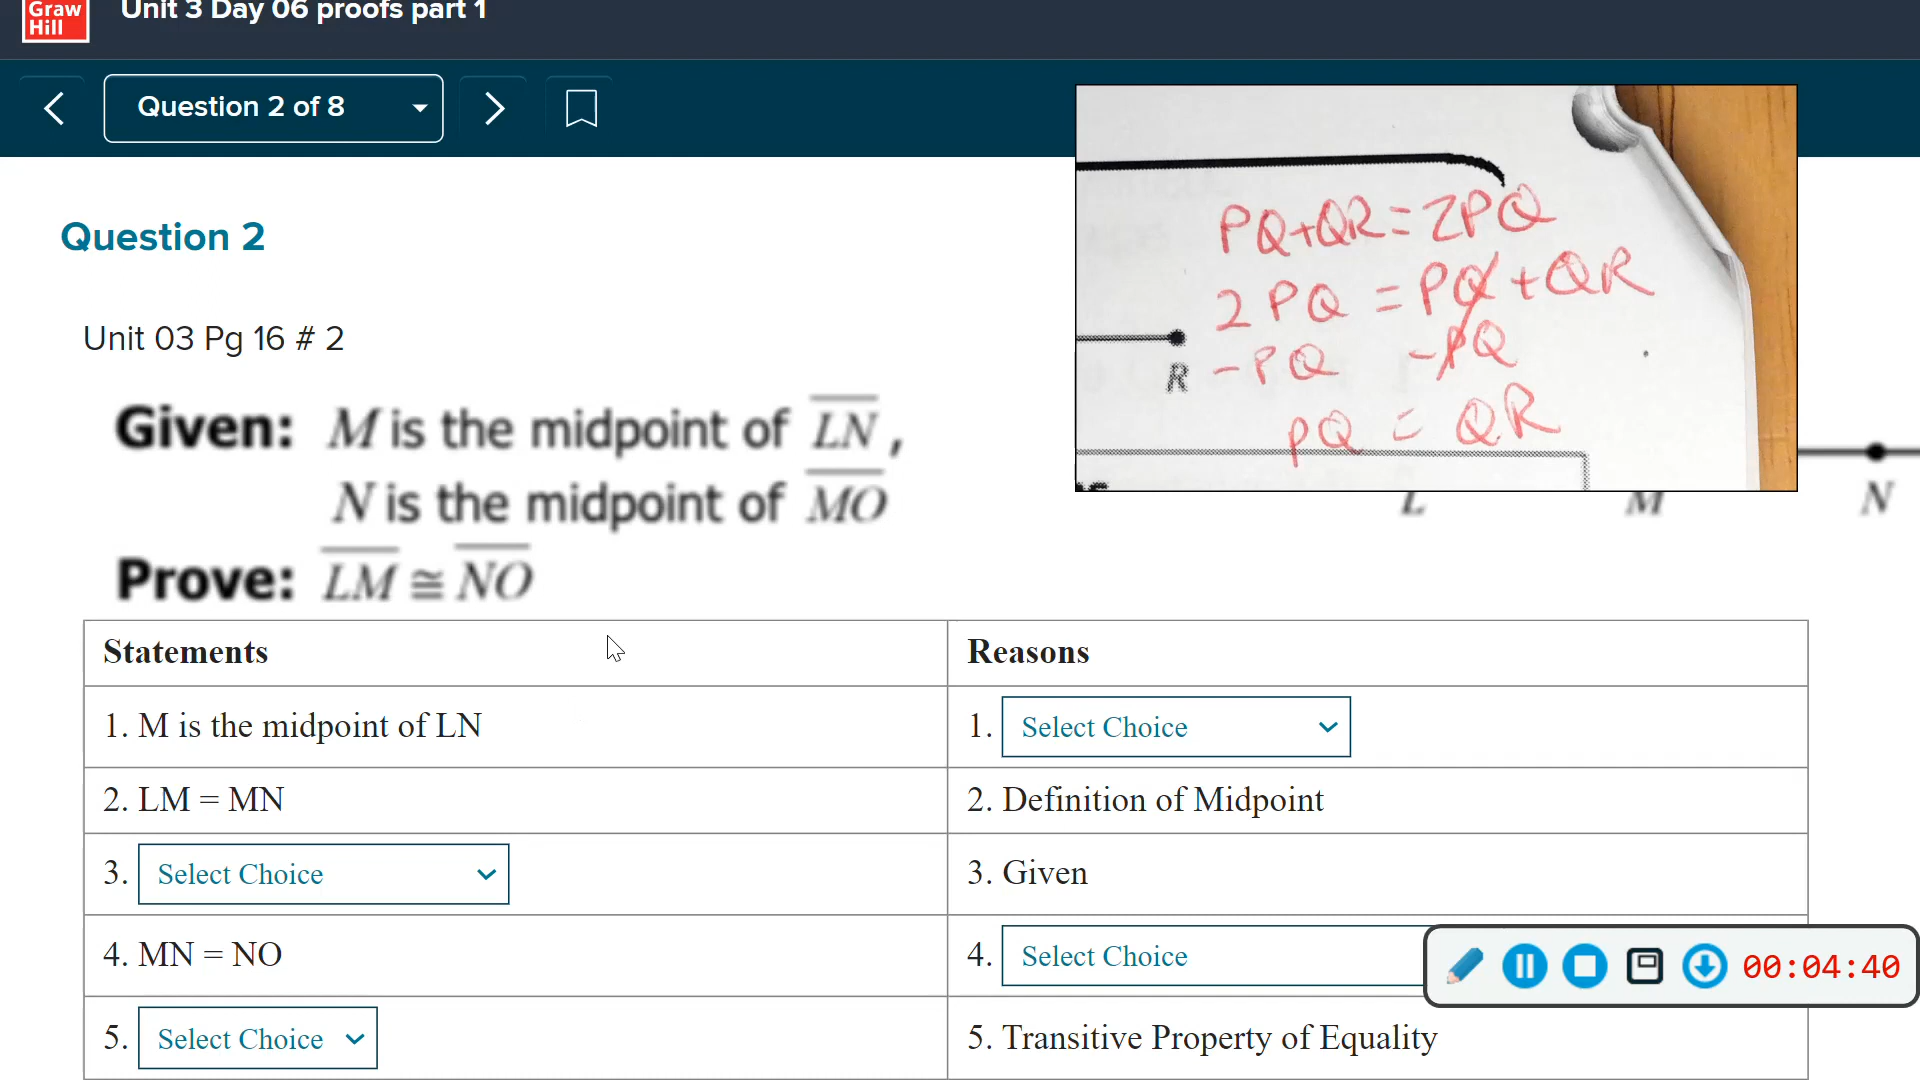 Graw
Hill
Unit 3 Day 06 proofs part 1
Question 2 of 8
Question 2
Unit 03 Pg 16 # 2
Given: M is the midpoint of LN,
N is the midpoint of MO
Prove: LM ≅ NO
PQ+QR=2PQ
2PQ = PQ+QR
-PQ -PQ
PQ = QR
R
L M N
Statements Reasons
1. M is the midpoint of LN 1. Select Choice
2. LM = MN 2. Definition of Midpoint
3. Select Choice 3. Given
4. MN = NO 4. Select Choice
5. Select Choice 5. Transitive Property of Equality
00:04:40